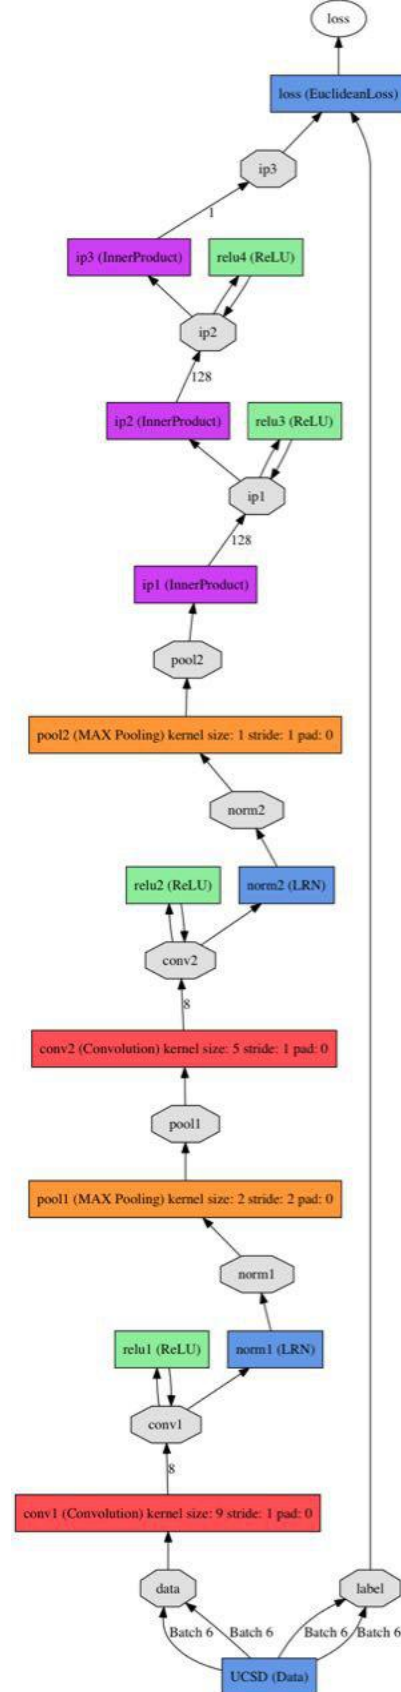 loss
loss (EuclideanLoss)
ip3
1
ip3 (InnerProduct)
relu4 (ReLU)
ip2
128
ip2 (InnerProduct)
relu3 (ReLU)
ip1
128
ip1 (InnerProduct)
pool2
pool2 (MAX Pooling) kernel size: 1 stride: 1 pad: 0
norm2
relu2 (ReLU)
norm2 (LRN)
conv2
8
conv2 (Convolution) kernel size: 5 stride: 1 pad: 0
pool1
pool1 (MAX Pooling) kernel size: 2 stride: 2 pad: 0
norm1
relu1 (ReLU)
norm1 (LRN)
conv1
8
conv1 (Convolution) kernel size: 9 stride: 1 pad: 0
data
label
Batch 6
Batch 6
Batch 6
Batch 6
UCSD (Data)